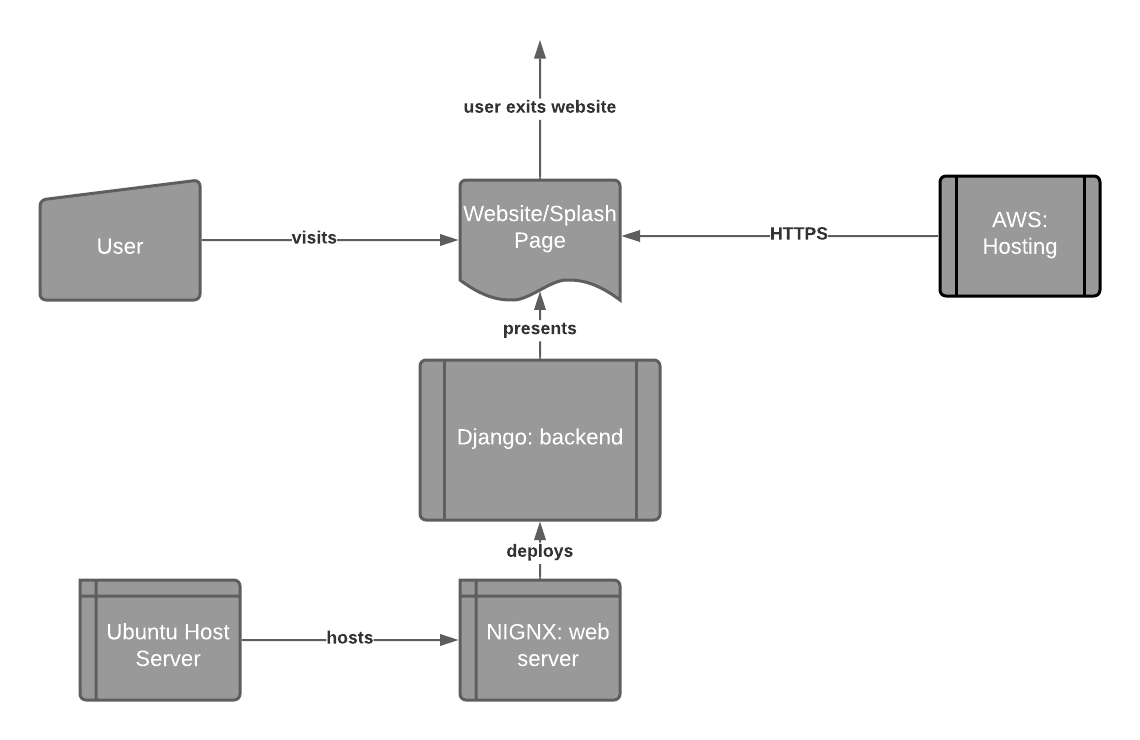 user exits website
User
visits
Website/Splash
Page
HTTPS
AWS:
Hosting
presents
Django: backend
deploys
Ubuntu Host
Server
hosts
NIGNX: web
server